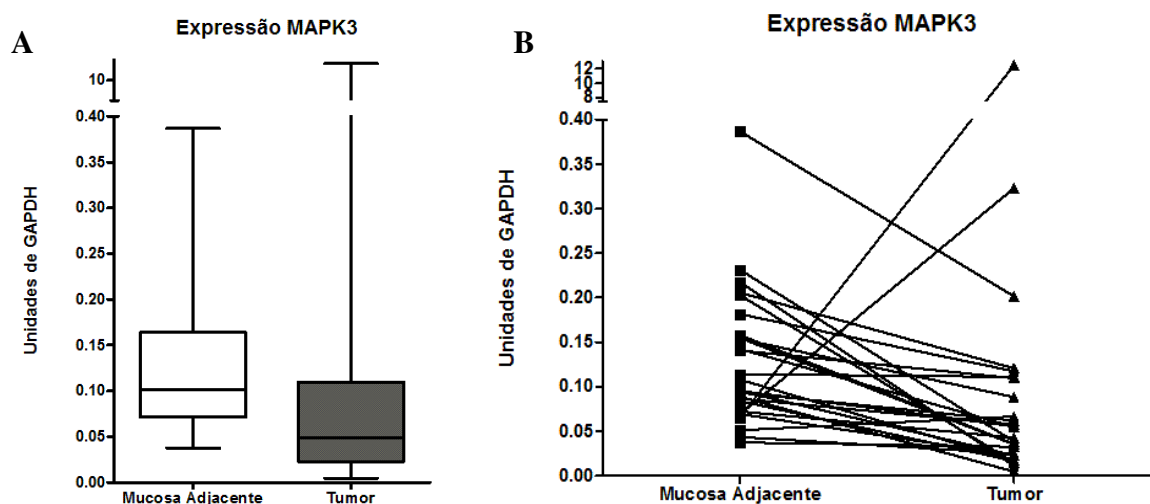 A
Expressão MAPK3
Unidades de GAPDH
10
0.40
0.35
0.30
0.25
0.20
0.15
0.10
0.05
0.00
Mucosa Adjacente
Tumor
B
Expressão MAPK3
Unidades de GAPDH
12
10
8
0.40
0.35
0.30
0.25
0.20
0.15
0.10
0.05
0.00
Mucosa Adjacente
Tumor